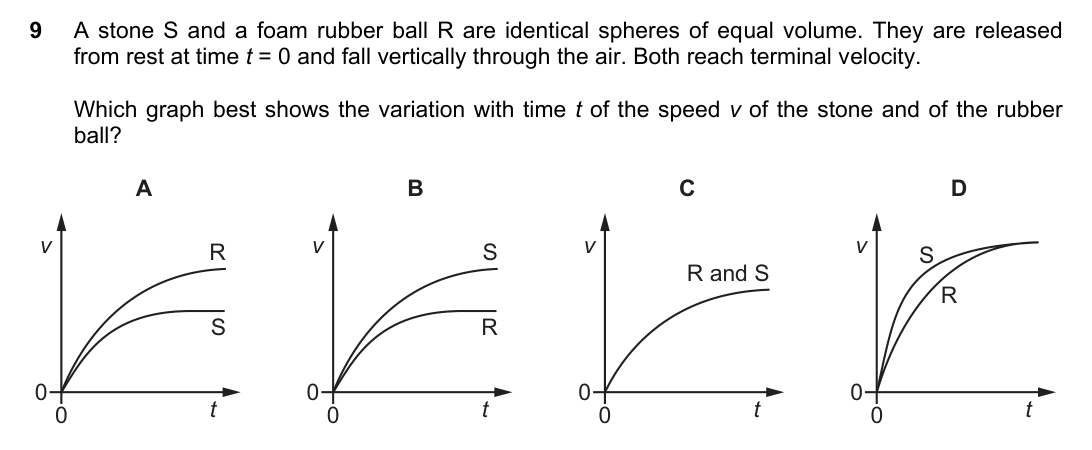 9 A stone S and a foam rubber ball R are identical spheres of equal volume. They are released
from rest at time t = 0 and fall vertically through the air. Both reach terminal velocity.
Which graph best shows the variation with time t of the speed v of the stone and of the rubber
ball?
A B C D
v R S 0 0 t
v S R 0 0 t
v R and S 0 0 t
v S R 0 0 t